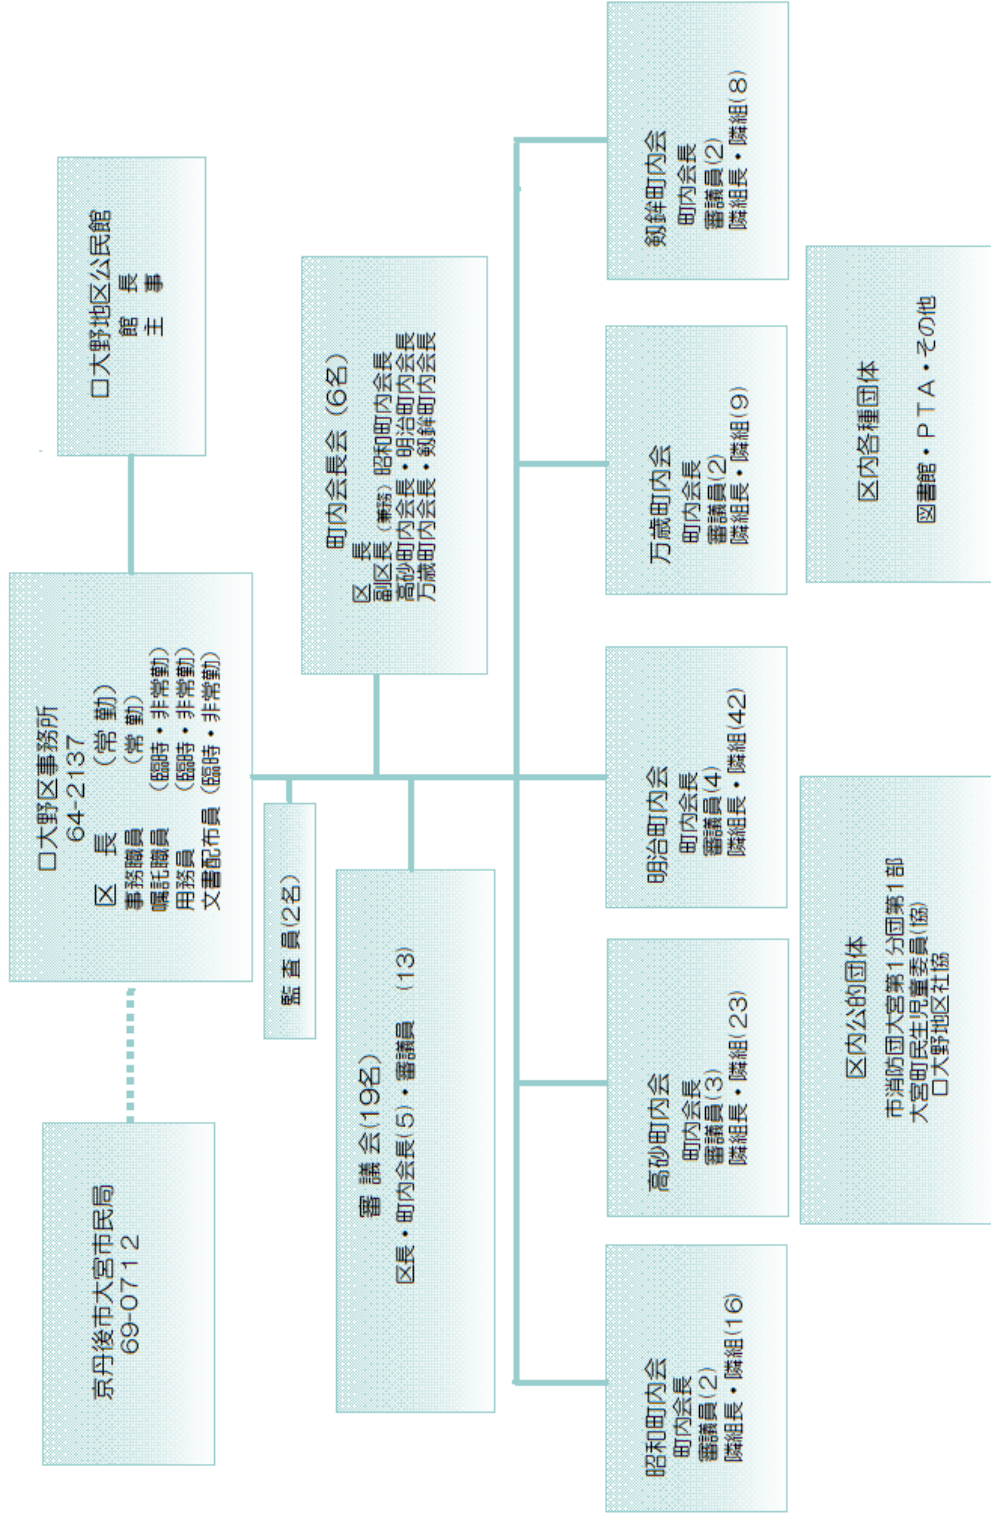 京丹後市大宮市民局
69-0712
口大野区事務所
64-2137
区 長 (常 勤)
事務職員 (常 勤)
嘱託職員 (臨時・非常勤)
用務員 (臨時・非常勤)
文書配布員 (臨時・非常勤)
口大野地区公民館
館 長
主 事
監 査 員(2名)
審 議 会(19名)
区長・町内会長(5)・審議員 (13)
町内会長会 (6名)
区 長
副区長 (兼務) 昭和町内会長
高砂町内会長・明治町内会長
万歳町内会長・剱鉾町内会長
昭和町内会
町内会長
審議員(2)
隣組長・隣組(16)
高砂町内会
町内会長
審議員(3)
隣組長・隣組(23)
明治町内会
町内会長
審議員(4)
隣組長・隣組(42)
万歳町内会
町内会長
審議員(2)
隣組長・隣組(9)
剱鉾町内会
町内会長
審議員(2)
隣組長・隣組(8)
区内公的団体
市消防団大宮第1分団第1部
大宮町民生児童委員(協)
口大野地区社協
区内各種団体
図書館・PTA・その他